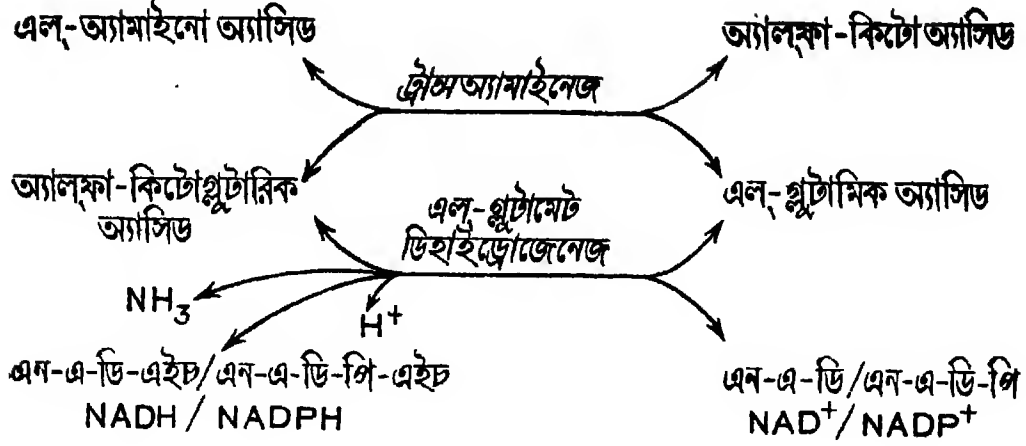 এল্-অ্যামাইনো অ্যাসিড
অ্যাল্‌ফা-কিটো অ্যাসিড
ট্রান্সঅ্যামাইনেজ
অ্যাল্‌ফা-কিটোগ্লুটারিক
অ্যাসিড
এল্-গ্লুটামেট
ডিহাইড্রোজেনেজ
এল্-গ্লুটামিক অ্যাসিড
NH₃
H⁺
এন-এ-ডি-এইচ/এন-এ-ডি-পি-এইচ
NADH / NADPH
এন-এ-ডি/এন-এ-ডি-পি
NAD⁺/ NADP⁺